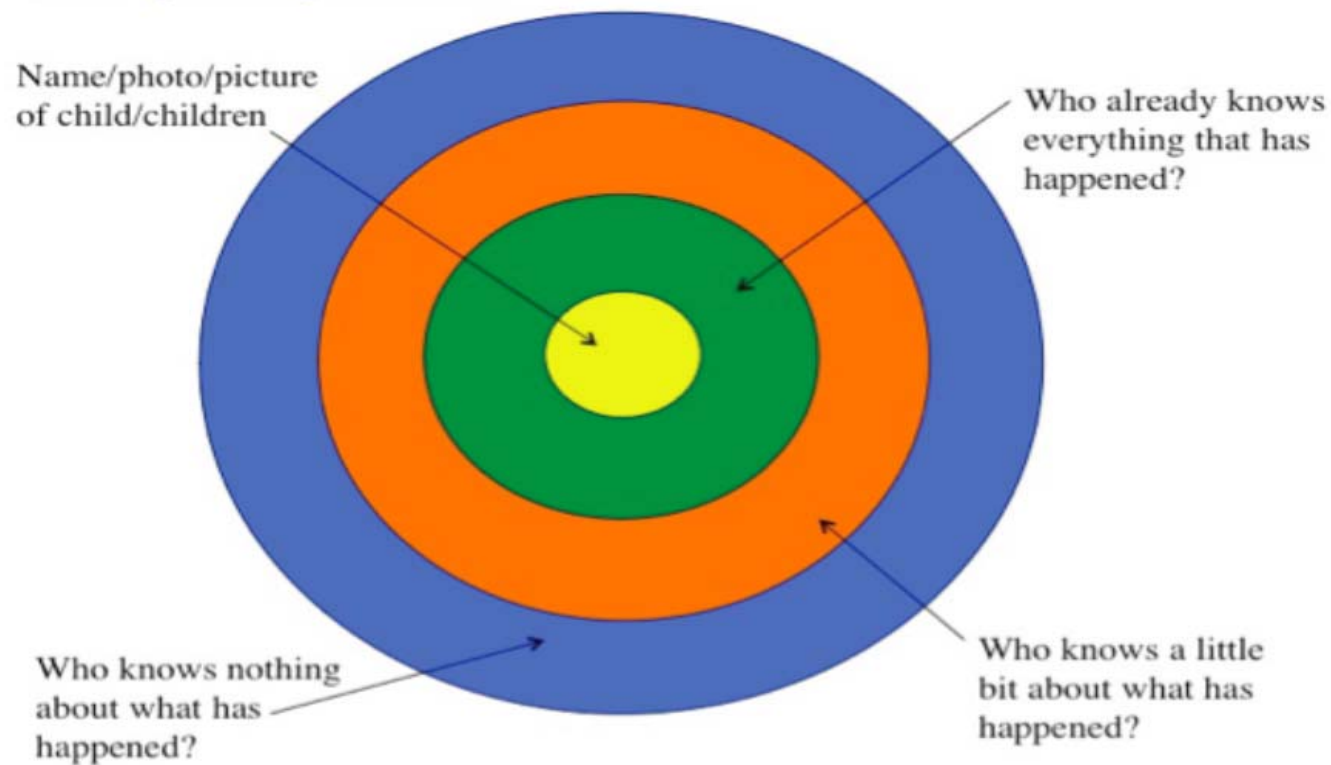 Name/photo/picture
of child/children
Who already knows
everything that has
happened?
Who knows nothing
about what has
happened?
Who knows a little
bit about what has
happened?